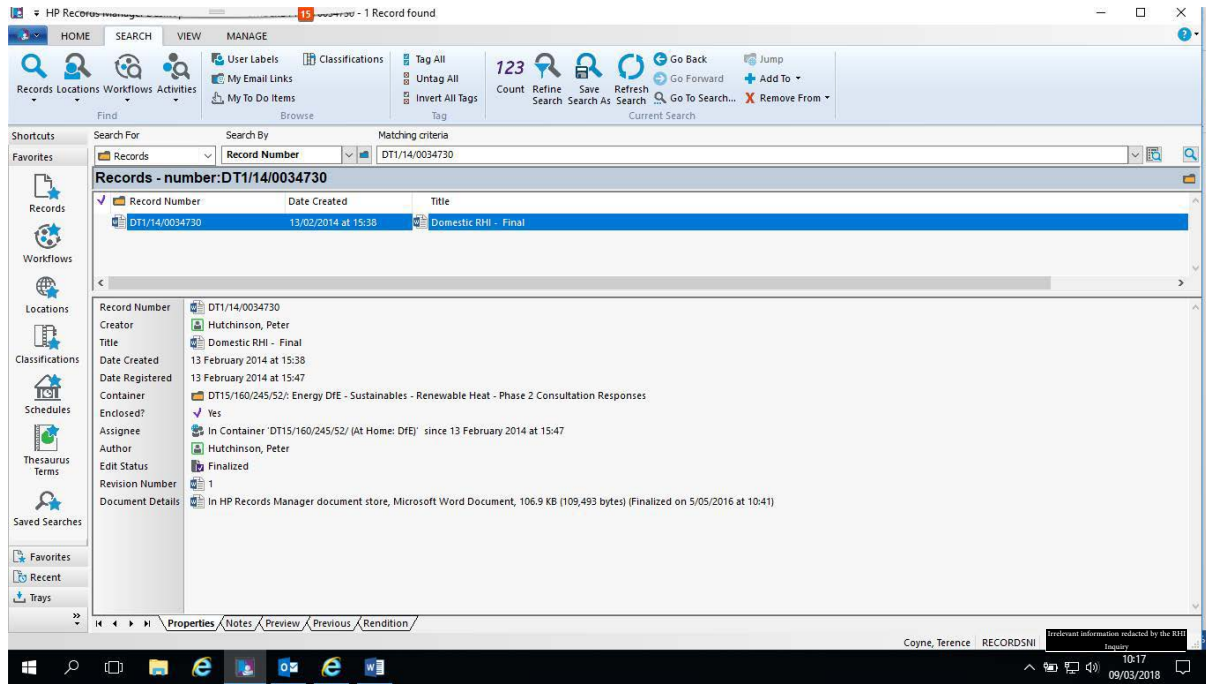 HP Records Manager - 1 Record found
15
HOME SEARCH VIEW MANAGE
User Labels Classifications Tag All Go Back Jump
My Email Links Untag All 123 Go Forward Add To
Records Locations Workflows Activities My To Do Items Invert All Tags Count Refine Search Save Search As Refresh Search Go To Search... Remove From
Find Browse Tag Current Search
Shortcuts Search For Search By Matching criteria
Favorites Records Record Number DT1/14/0034730
Records - number:DT1/14/0034730
Record Number Date Created Title
Records
DT1/14/0034730 13/02/2014 at 15:38 Domestic RHI - Final
Workflows
Locations
Classifications
Schedules
Thesaurus
Terms
Saved Searches
Favorites
Recent
Trays
Record Number DT1/14/0034730
Creator Hutchinson, Peter
Title Domestic RHI - Final
Date Created 13 February 2014 at 15:38
Date Registered 13 February 2014 at 15:47
Container DT15/160/245/52/: Energy DfE - Sustainables - Renewable Heat - Phase 2 Consultation Responses
Enclosed? Yes
Assignee In Container 'DT15/160/245/52/ (At Home: DfE)' since 13 February 2014 at 15:47
Author Hutchinson, Peter
Edit Status Finalized
Revision Number 1
Document Details In HP Records Manager document store, Microsoft Word Document, 106.9 KB (109,493 bytes) (Finalized on 5/05/2016 at 10:41)
Properties Notes Preview Previous Rendition
Coyne, Terence RECORDSNI
Irrelevant information redacted by the RHI
Inquiry
10:17
09/03/2018